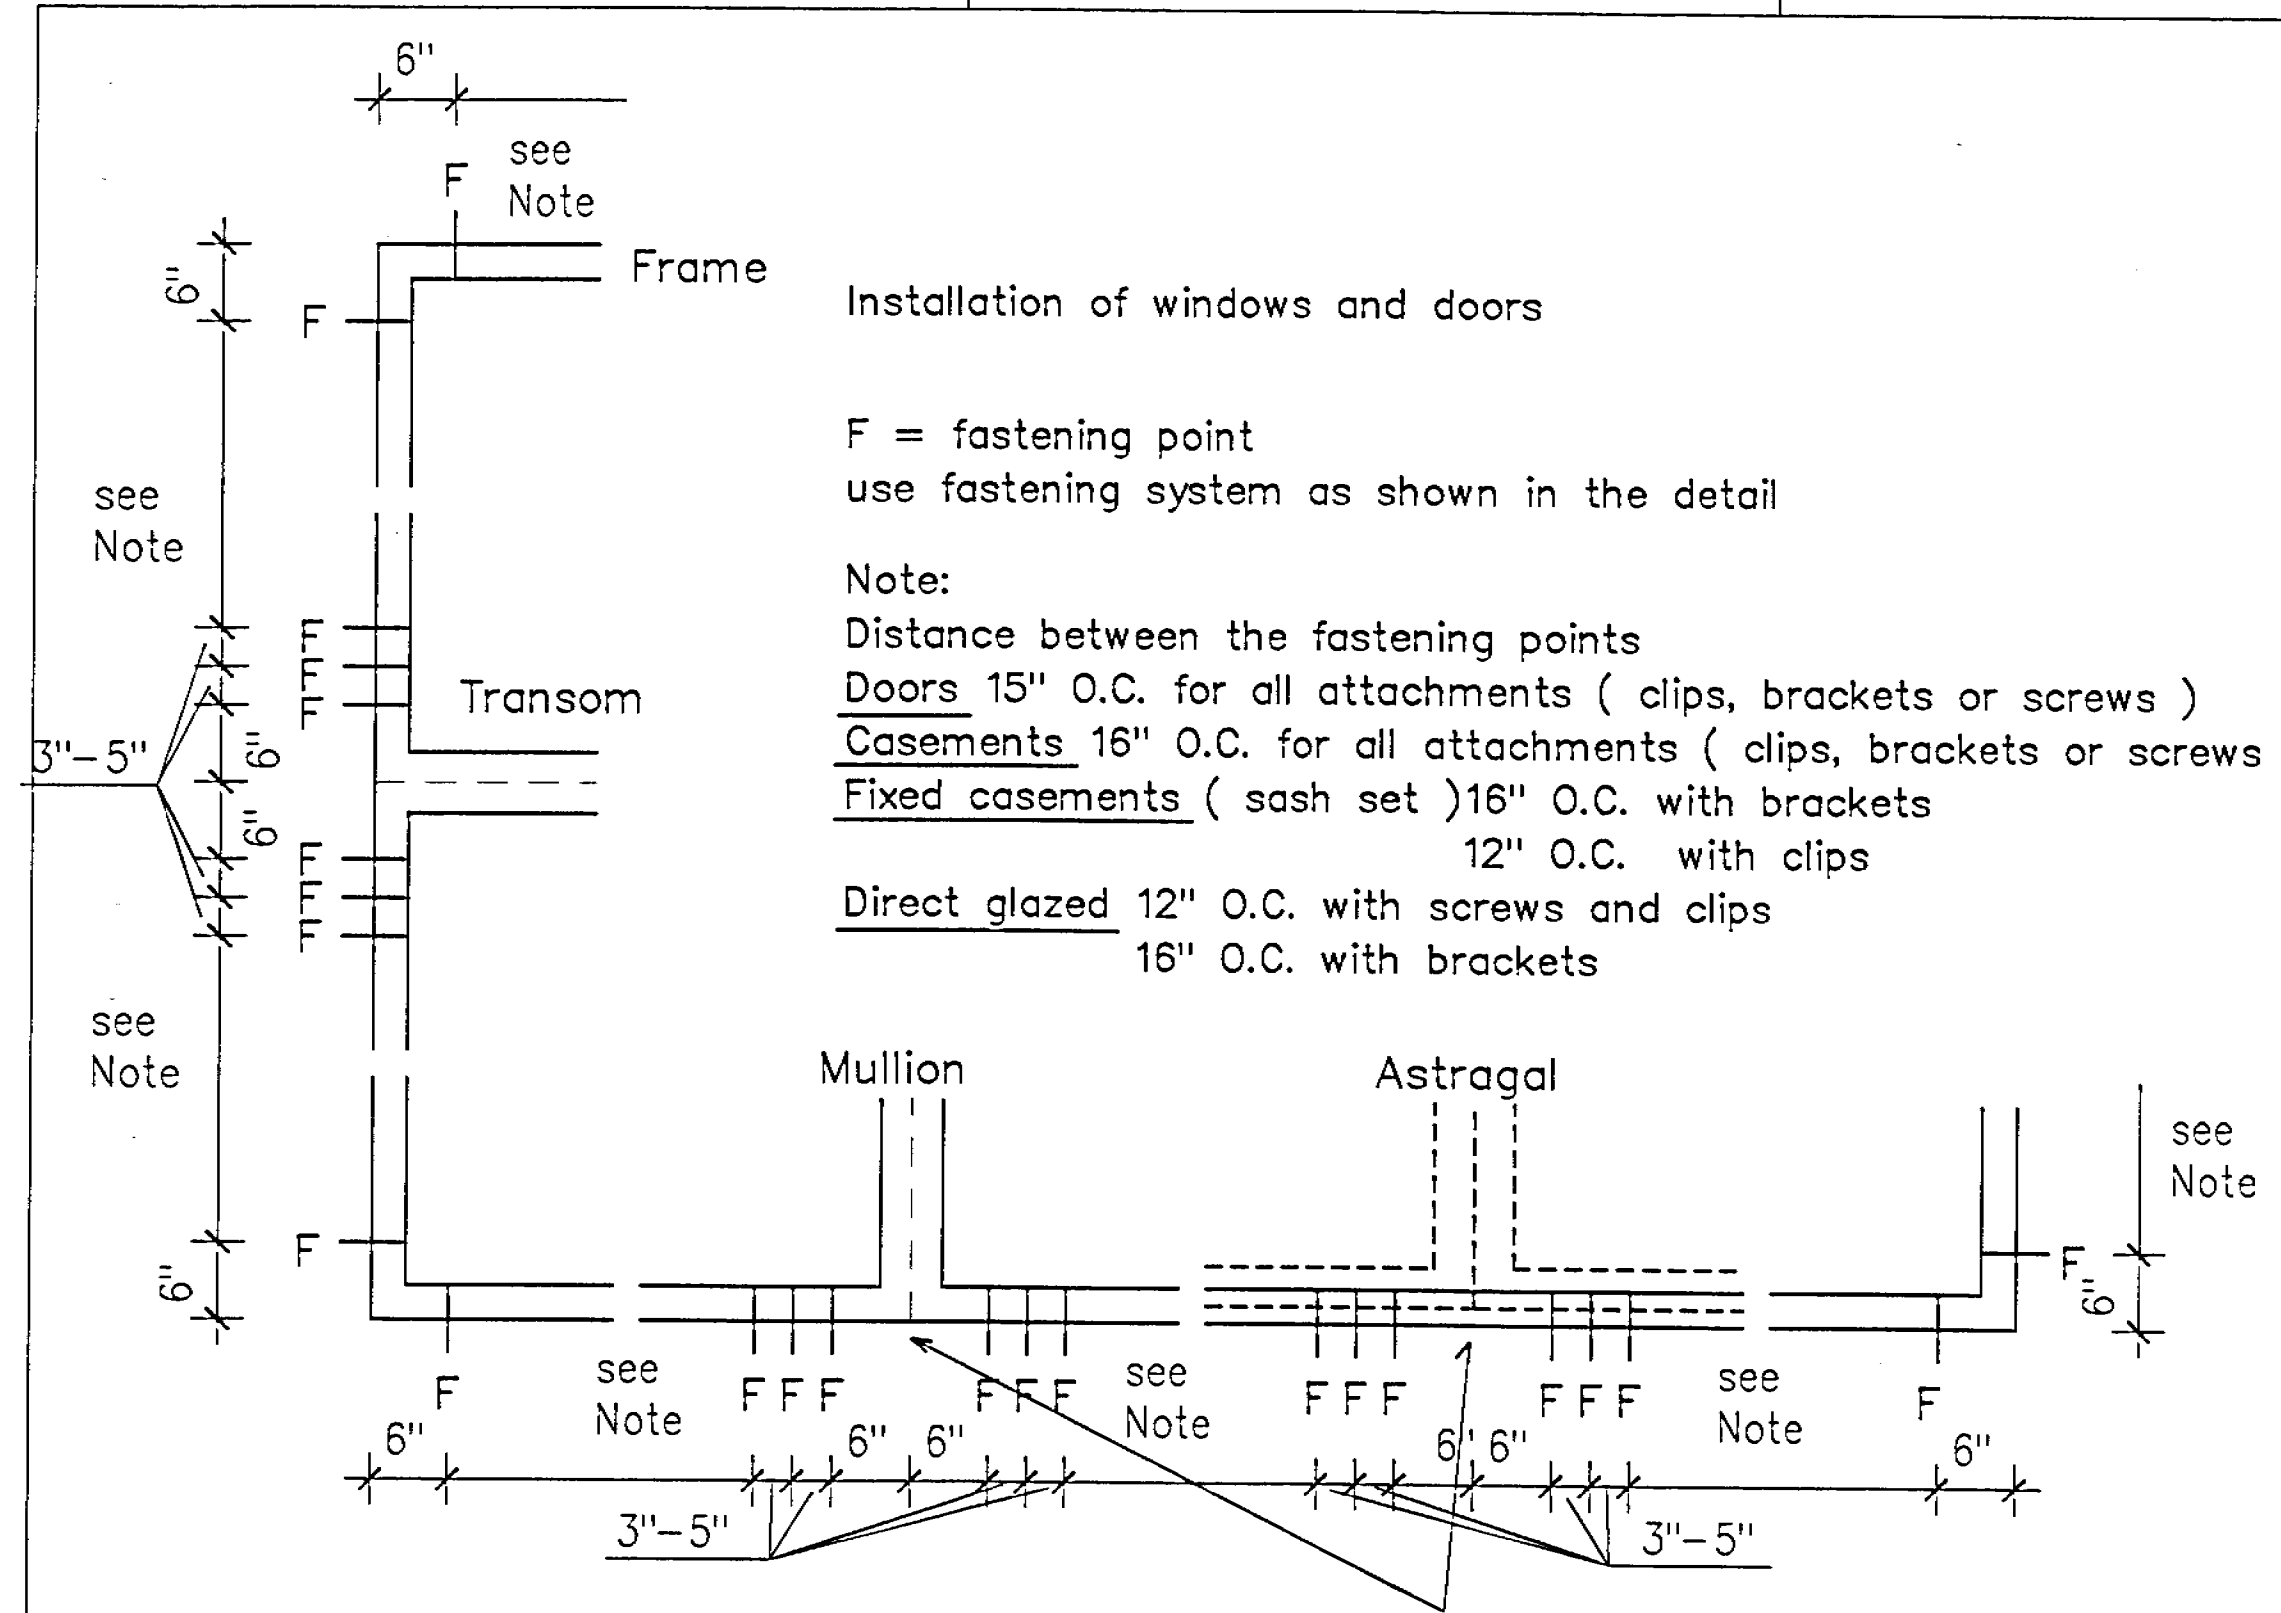 6"
see
Note
F
Frame
6"
F
Installation of windows and doors
F = fastening point
use fastening system as shown in the detail
see
Note
Note:
Distance between the fastening points
Doors 15" O.C. for all attachments ( clips, brackets or screws )
Casements 16" O.C. for all attachments ( clips, brackets or screws
Fixed casements ( sash set )16" O.C. with brackets
12" O.C. with clips
Direct glazed 12" O.C. with screws and clips
16" O.C. with brackets
F
F
F
Transom
3"-5"
6"
6"
F
F
F
see
Note
Mullion
Astragal
see
Note
F
6"
F
6"
F
see
Note
F F F
F F F
see
Note
F F F
F F F
see
Note
F
6"
6" 6"
6' 6"
6"
3"-5"
3"-5"